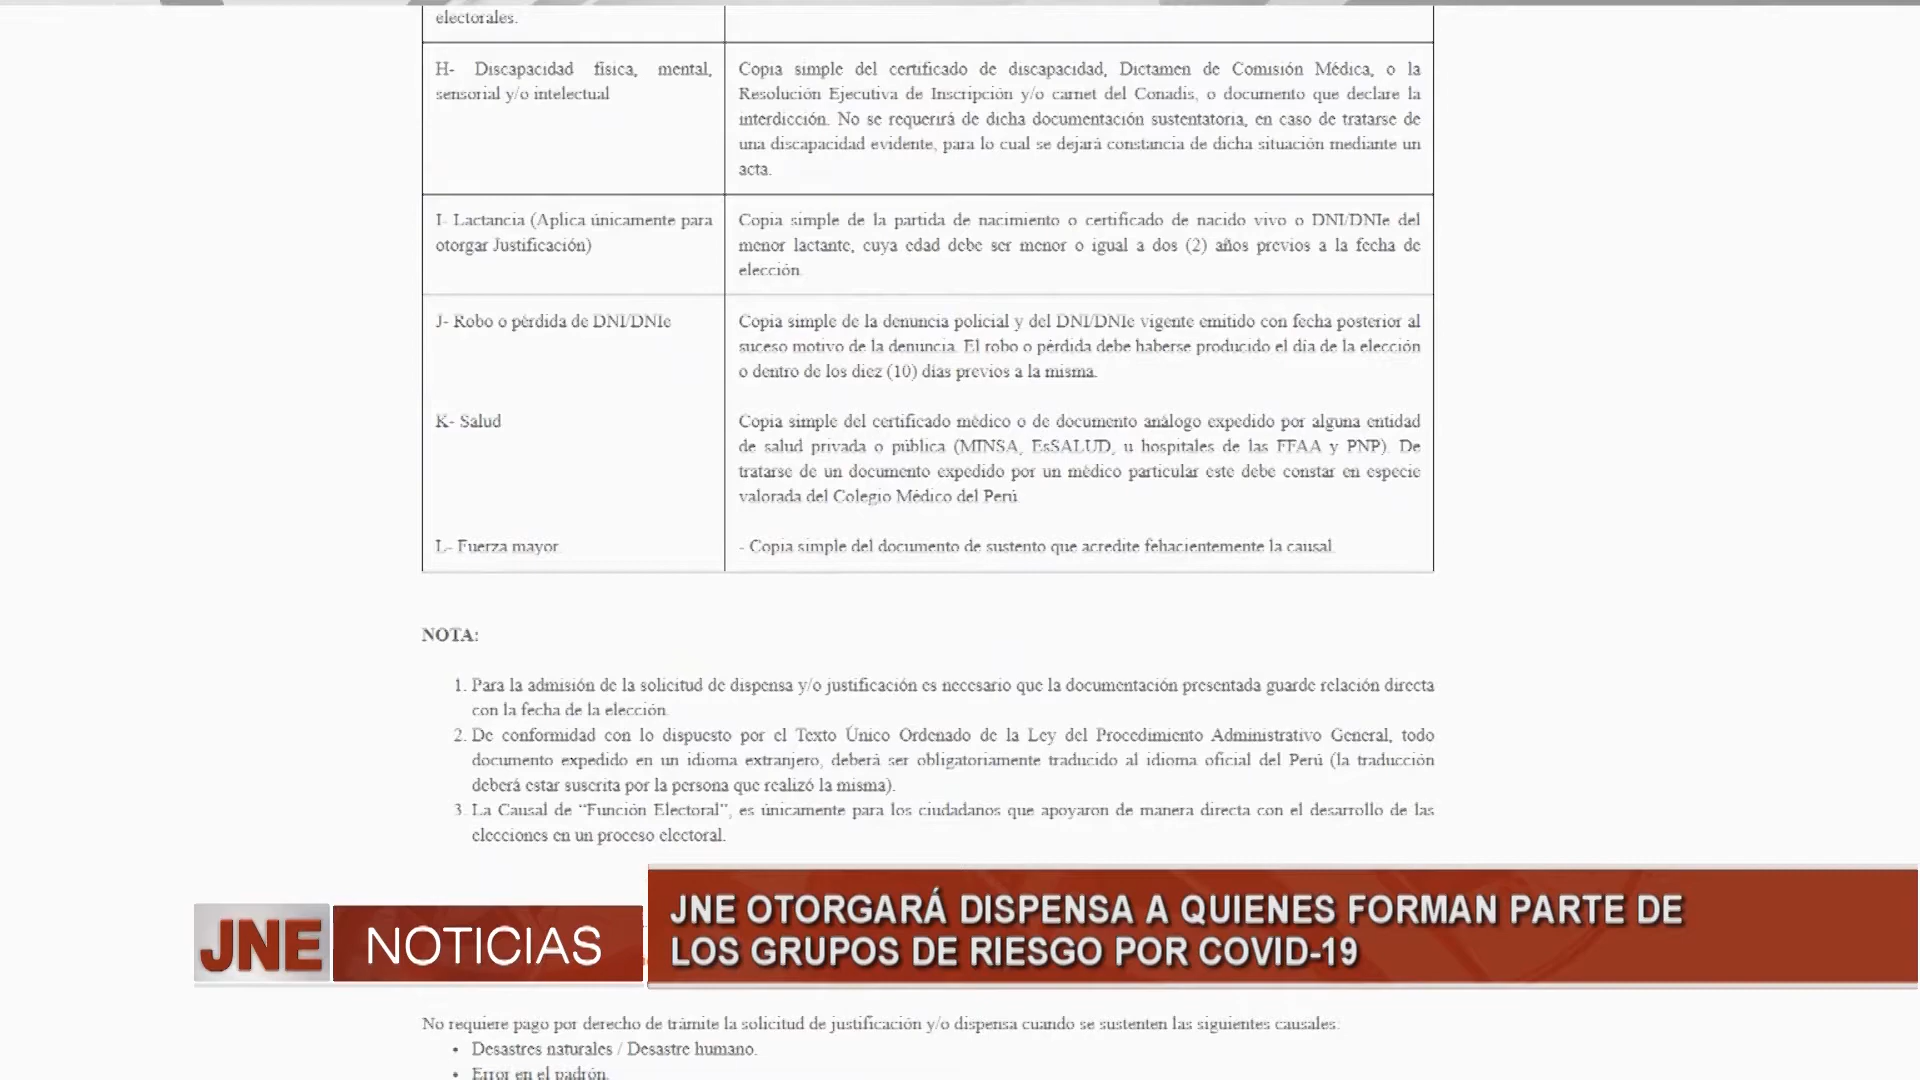 electorales.
H- Discapacidad física, mental,
sensorial y/o intelectual
Copia simple del certificado de discapacidad, Dictamen de Comisión Médica, o la
Resolución Ejecutiva de Inscripción y/o carnet del Conadis, o documento que declare la
interdicción. No se requerirá de dicha documentación sustentatoria, en caso de tratarse de
una discapacidad evidente, para lo cual se dejará constancia de dicha situación mediante un
acta.
I- Lactancia (Aplica únicamente para
otorgar Justificación)
Copia simple de la partida de nacimiento o certificado de nacido vivo o DNI/DNIe del
menor lactante, cuya edad debe ser menor o igual a dos (2) años previos a la fecha de
elección.
J- Robo o pérdida de DNI/DNIe
Copia simple de la denuncia policial y del DNI/DNIe vigente emitido con fecha posterior al
suceso motivo de la denuncia. El robo o pérdida debe haberse producido el día de la elección
o dentro de los diez (10) días previos a la misma.
K- Salud
Copia simple del certificado médico o de documento análogo expedido por alguna entidad
de salud privada o pública (MINSA, EsSALUD, u hospitales de las FFAA y PNP). De
tratarse de un documento expedido por un médico particular este debe constar en especie
valorada del Colegio Médico del Perú.
L- Fuerza mayor.
- Copia simple del documento de sustento que acredite fehacientemente la causal.
NOTA:
1. Para la admisión de la solicitud de dispensa y/o justificación es necesario que la documentación presentada guarde relación directa
con la fecha de la elección.
2. De conformidad con lo dispuesto por el Texto Único Ordenado de la Ley del Procedimiento Administrativo General, todo
documento expedido en un idioma extranjero, deberá ser obligatoriamente traducido al idioma oficial del Perú (la traducción
deberá estar suscrita por la persona que realizó la misma).
3. La Causal de “Función Electoral”, es únicamente para los ciudadanos que apoyaron de manera directa con el desarrollo de las
elecciones en un proceso electoral.
JNE NOTICIAS
JNE OTORGARÁ DISPENSA A QUIENES FORMAN PARTE DE
LOS GRUPOS DE RIESGO POR COVID-19
No requiere pago por derecho de trámite la solicitud de justificación y/o dispensa cuando se sustenten las siguientes causales:
• Desastres naturales / Desastre humano.
• Error en el padrón.